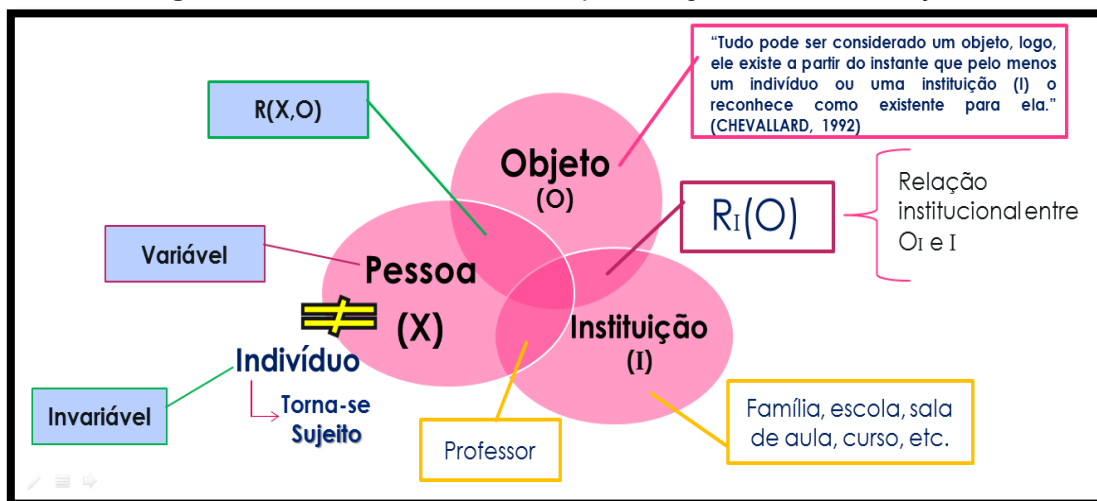 “Tudo pode ser considerado um objeto, logo,
ele existe a partir do instante que pelo menos
um indivíduo ou uma instituição (I) o
reconhece como existente para ela.”
(CHEVALLARD, 1992)
R(X,O)
Objeto
(O)
RI(O)
Relação
institucional entre
OI e I
Variável
Pessoa
(X)
≠
Instituição
(I)
Indivíduo
Invariável
Torna-se
Sujeito
Professor
Família, escola, sala
de aula, curso, etc.